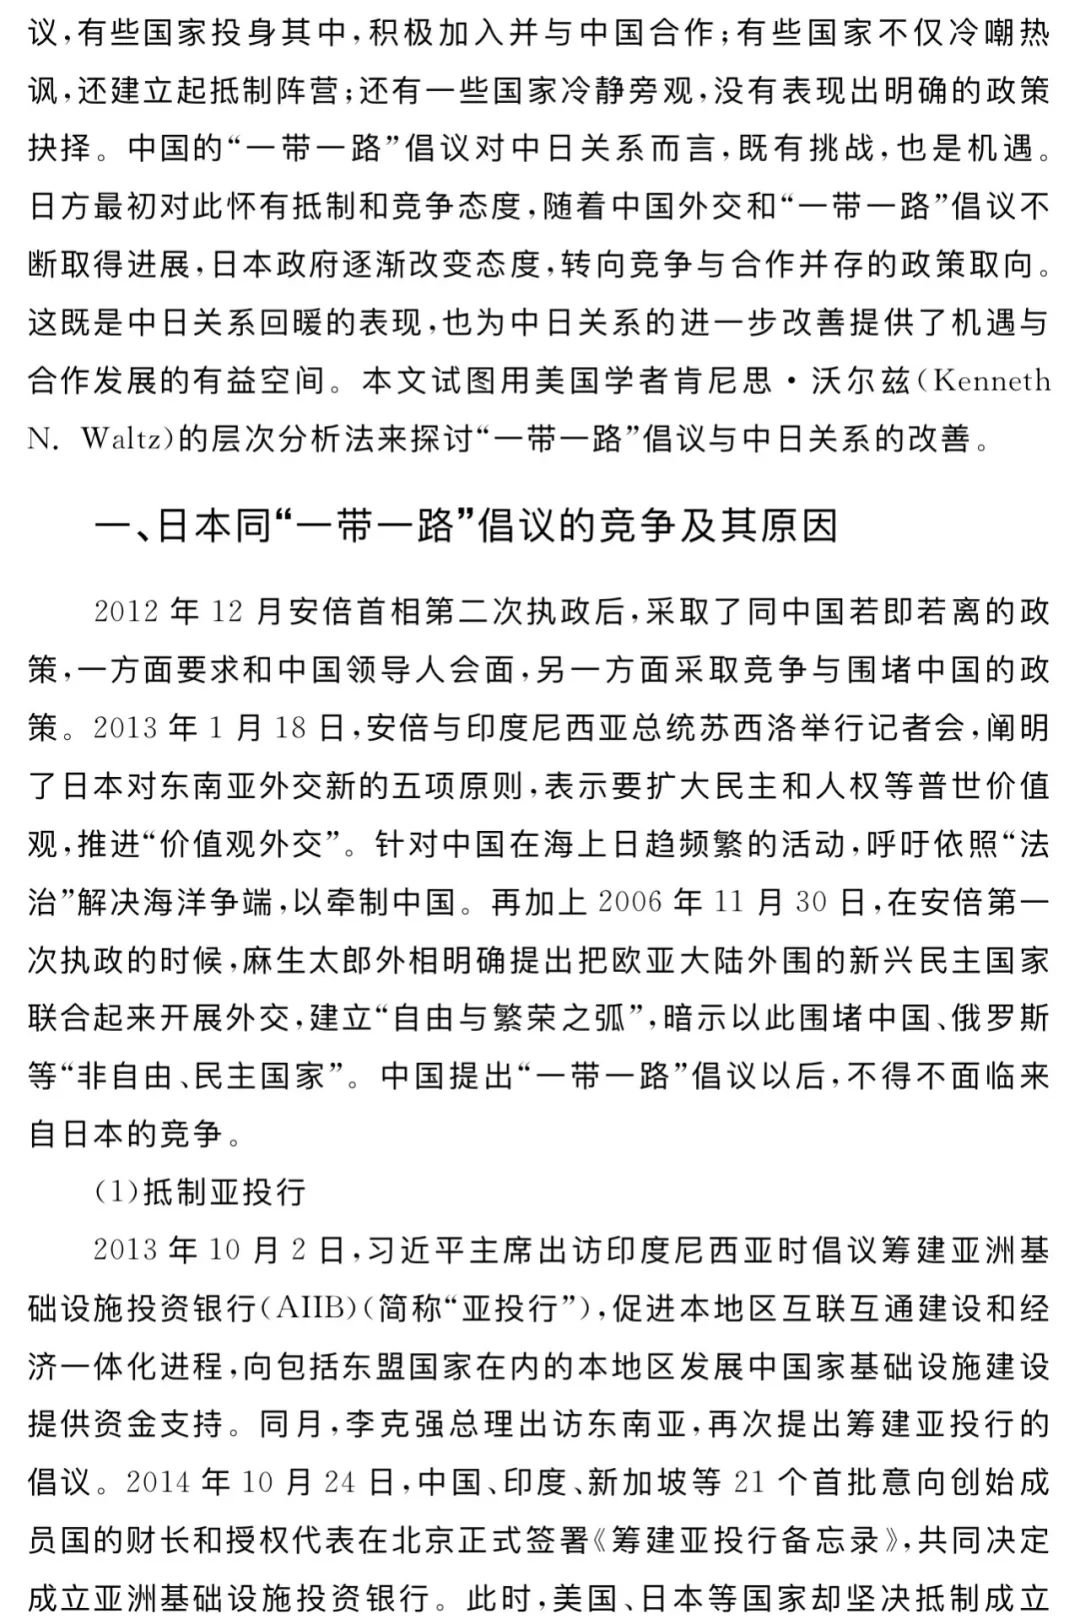 议,有些国家投身其中,积极加入并与中国合作;有些国家不仅冷嘲热
讽,还建立起抵制阵营;还有一些国家冷静旁观,没有表现出明确的政策
抉择。中国的“一带一路”倡议对中日关系而言,既有挑战,也是机遇。
日方最初对此怀有抵制和竞争态度,随着中国外交和“一带一路”倡议不
断取得进展,日本政府逐渐改变态度,转向竞争与合作并存的政策取向。
这既是中日关系回暖的表现,也为中日关系的进一步改善提供了机遇与
合作发展的有益空间。本文试图用美国学者肯尼思·沃尔兹(Kenneth
N. Waltz)的层次分析法来探讨“一带一路”倡议与中日关系的改善。
一、日本同“一带一路”倡议的竞争及其原因
2012 年 12 月安倍首相第二次执政后,采取了同中国若即若离的政
策,一方面要求和中国领导人会面,另一方面采取竞争与围堵中国的政
策。2013 年 1 月 18 日,安倍与印度尼西亚总统苏西洛举行记者会,阐明
了日本对东南亚外交新的五项原则,表示要扩大民主和人权等普世价值
观,推进“价值观外交”。针对中国在海上日趋频繁的活动,呼吁依照“法
治”解决海洋争端,以牵制中国。再加上 2006 年 11 月 30 日,在安倍第一
次执政的时候,麻生太郎外相明确提出把欧亚大陆外围的新兴民主国家
联合起来开展外交,建立“自由与繁荣之弧”,暗示以此围堵中国、俄罗斯
等“非自由、民主国家”。中国提出“一带一路”倡议以后,不得不面临来
自日本的竞争。
(1)抵制亚投行
2013 年 10 月 2 日,习近平主席出访印度尼西亚时倡议筹建亚洲基
础设施投资银行(AIIB)(简称“亚投行”),促进本地区互联互通建设和经
济一体化进程,向包括东盟国家在内的本地区发展中国家基础设施建设
提供资金支持。同月,李克强总理出访东南亚,再次提出筹建亚投行的
倡议。2014 年 10 月 24 日,中国、印度、新加坡等 21 个首批意向创始成
员国的财长和授权代表在北京正式签署《筹建亚投行备忘录》,共同决定
成立亚洲基础设施投资银行。此时,美国、日本等国家却坚决抵制成立